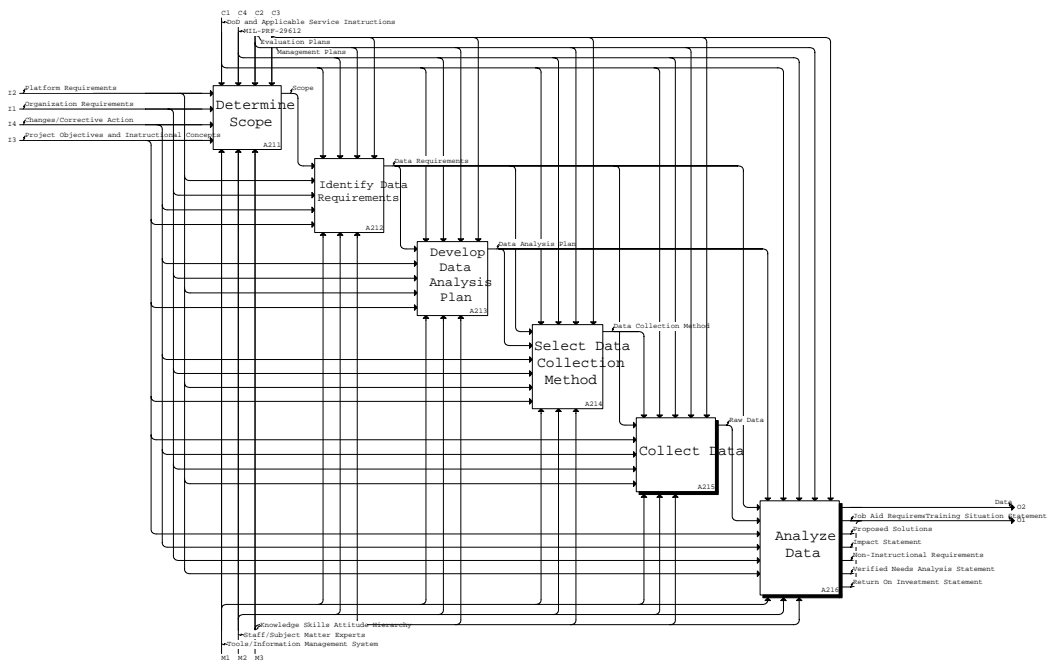 C1 C4 C2 C3
DoD and Applicable Service Instructions
MIL-PRF-29612
Evaluation Plans
Management Plans
I2 Platform Requirements
I1 Organization Requirements
I4 Changes/Corrective Action
I3 Project Objectives and Instructional Concepts
Determine
Scope
A211
Scope
Identify Data
Requirements
A212
Data Requirements
Develop
Data
Analysis
Plan
A213
Data Analysis Plan
Select Data
Collection
Method
A214
Data Collection Method
Collect Data
A215
Raw Data
Analyze
Data
A216
Data O2
Job Aid Requirements
Training Situation Statement O1
Proposed Solutions
Impact Statement
Non-Instructional Requirements
Verified Needs Analysis Statement
Return On Investment Statement
Knowledge Skills Attitude Hierarchy
Staff/Subject Matter Experts
Tools/Information Management System
M1 M2 M3